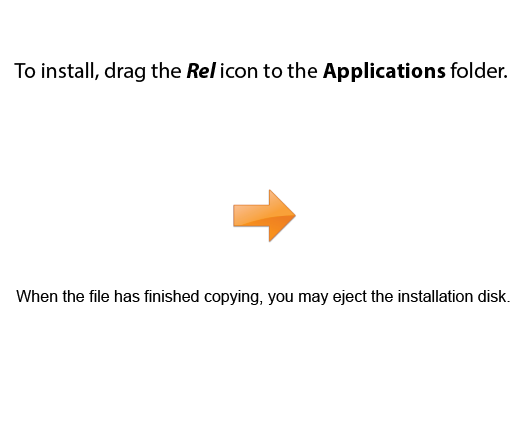 To install, drag the Rel icon to the Applications folder.
When the file has finished copying, you may eject the installation disk.